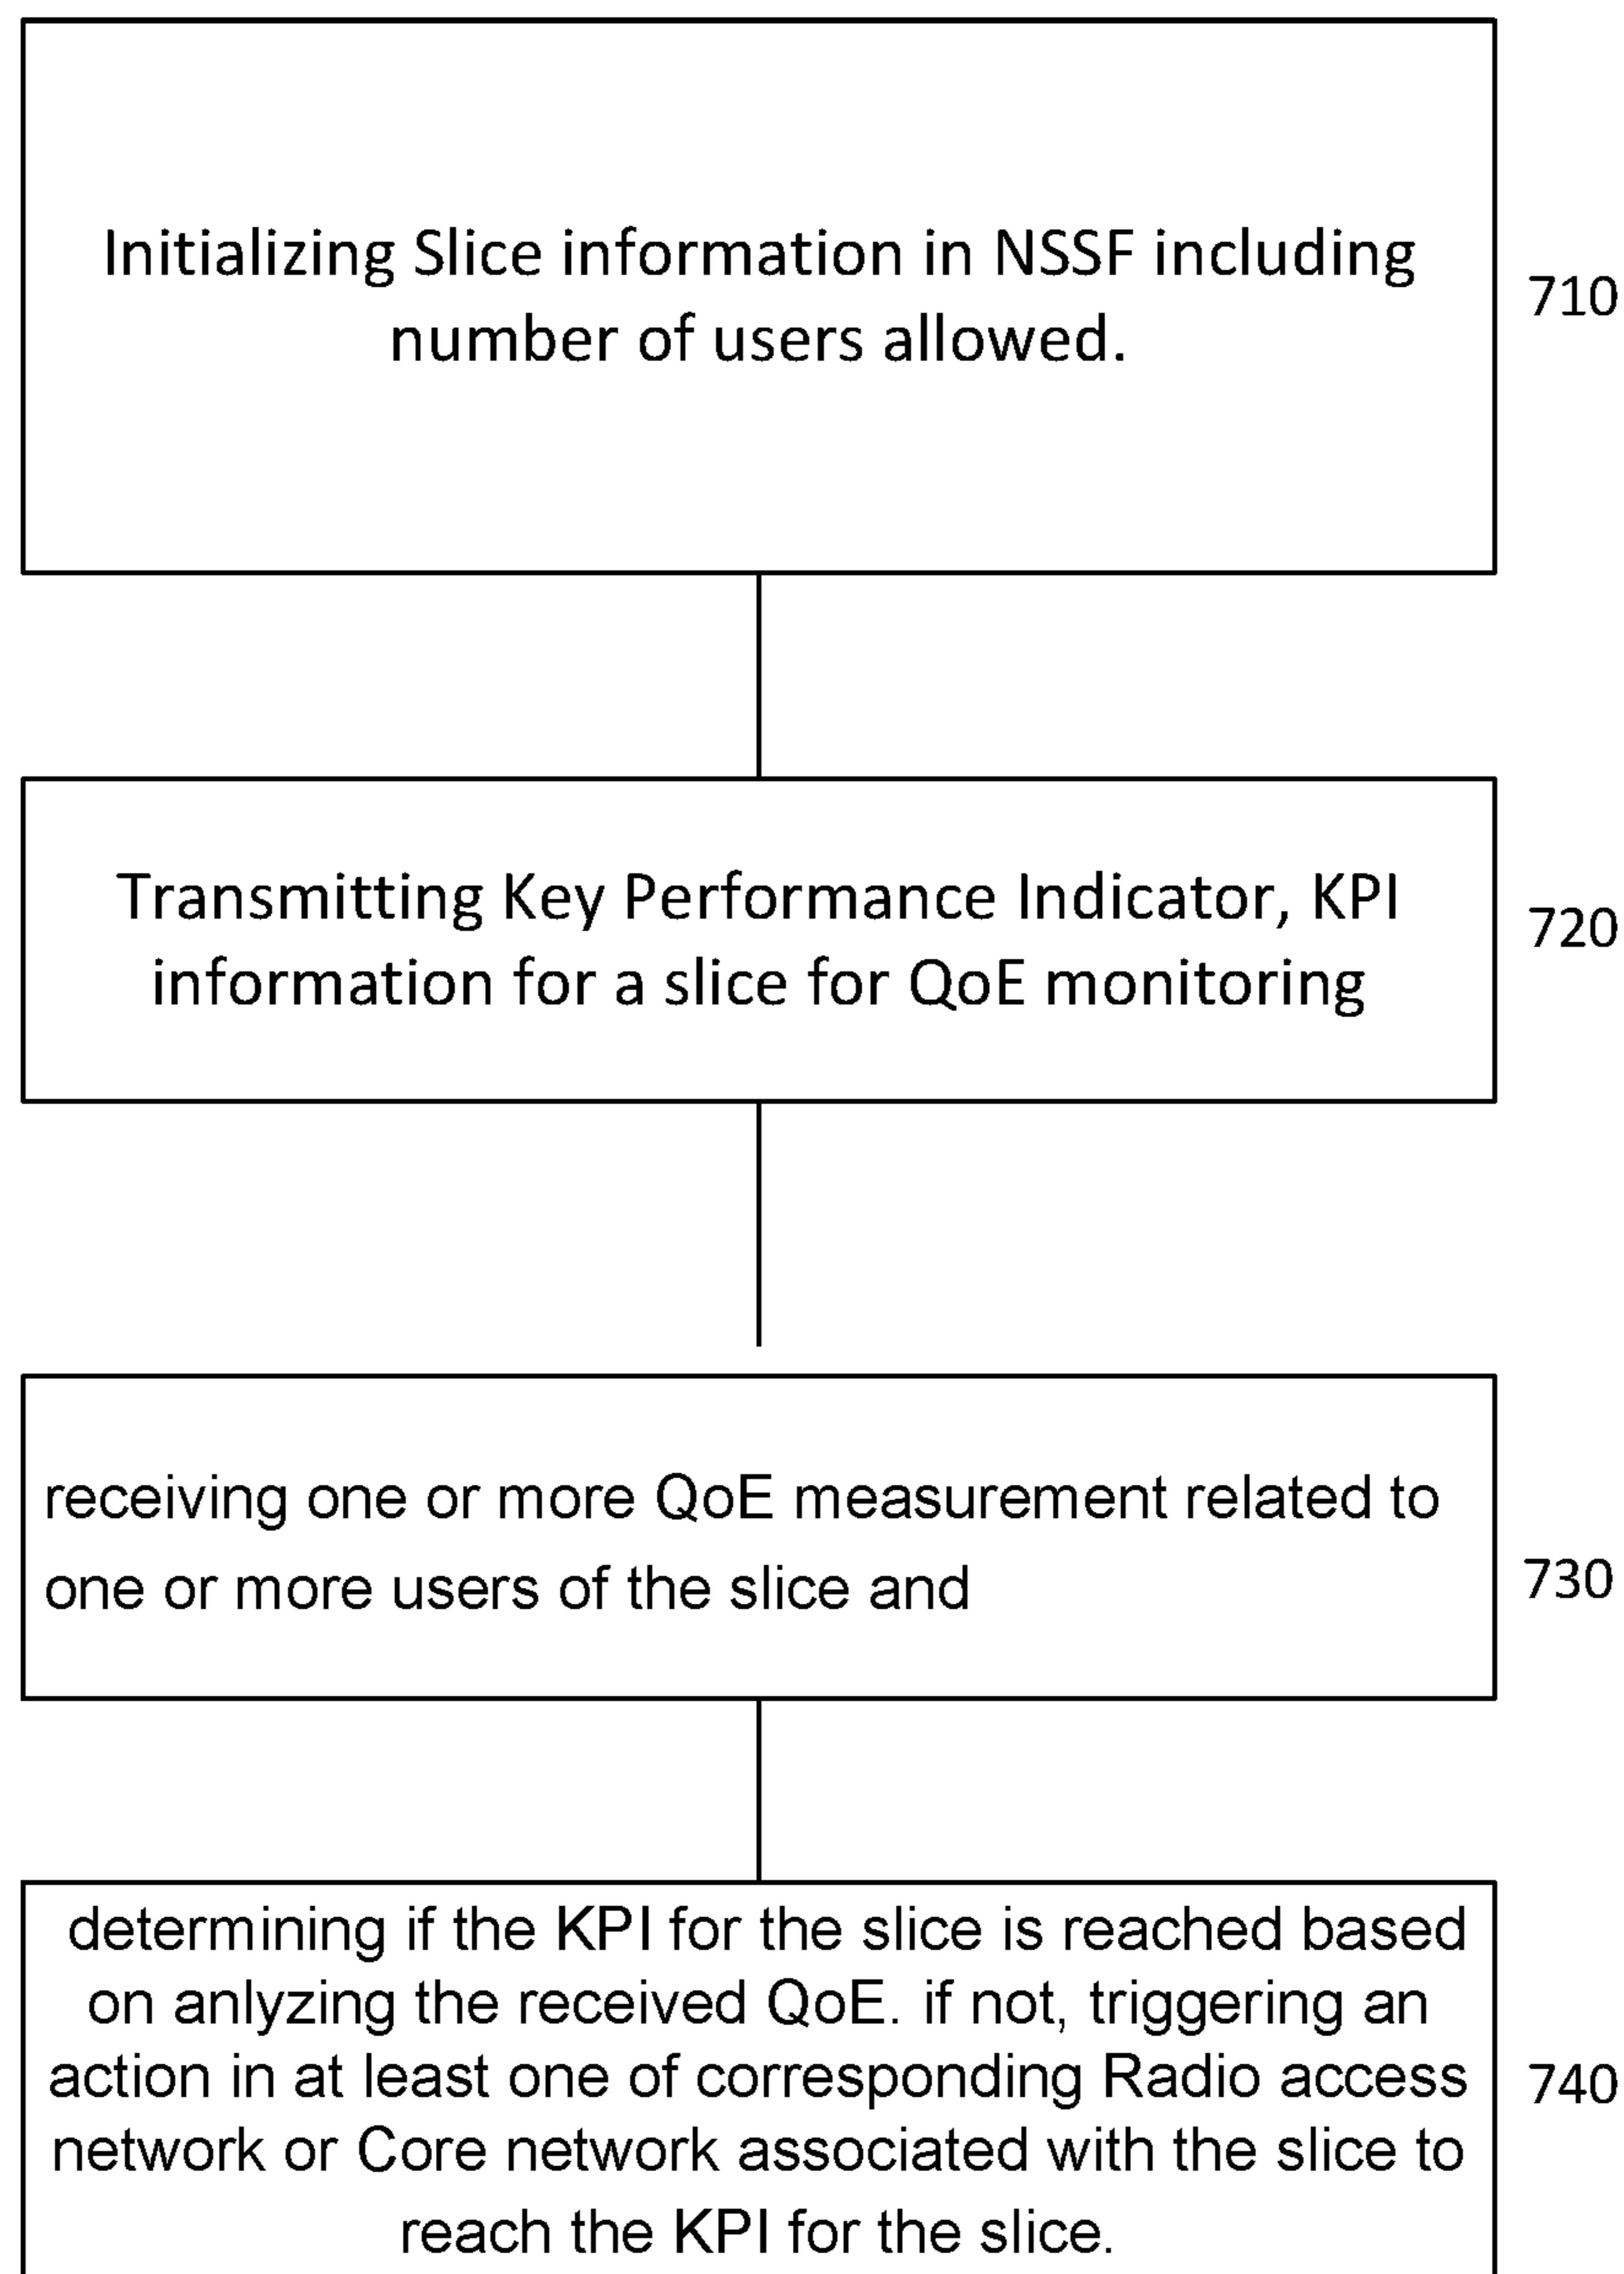 Initializing Slice information in NSSF including
number of users allowed.
710
Transmitting Key Performance Indicator, KPI
information for a slice for QoE monitoring
720
receiving one or more QoE measurement related to
one or more users of the slice and
730
determining if the KPI for the slice is reached based
on anlyzing the received QoE. if not, triggering an
action in at least one of corresponding Radio access
network or Core network associated with the slice to
reach the KPI for the slice.
740